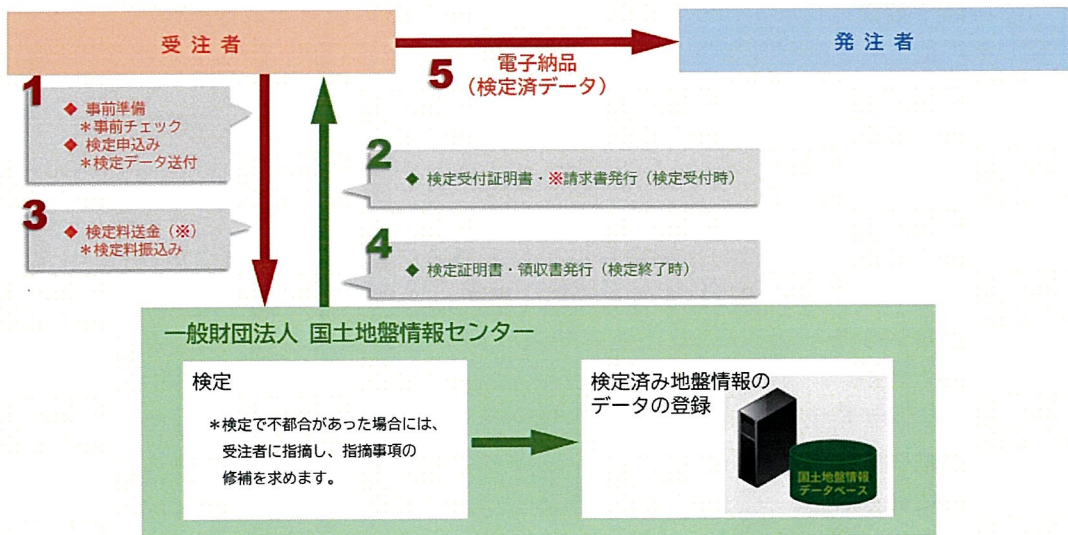 受注者
発注者
5 電子納品
(検定済データ)
1
◆ 事前準備
＊事前チェック
◆ 検定申込み
＊検定データ送付
2
◆ 検定受付証明書・※請求書発行（検定受付時）
3
◆ 検定料送金（※）
＊検定料振込み
4
◆ 検定証明書・領収書発行（検定終了時）
一般財団法人 国土地盤情報センター
検定
＊検定で不都合があった場合には、
受注者に指摘し、指摘事項の
修補を求めます。
検定済み地盤情報の
データの登録
国土地盤情報
データベース